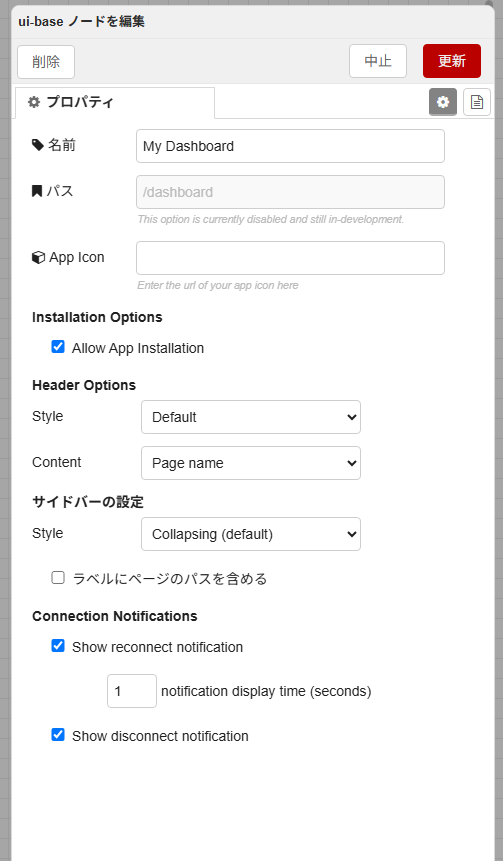 ui-base ノードを編集
削除 中止 更新
プロパティ
名前 My Dashboard
パス /dashboard
This option is currently disabled and still in-development.
App Icon
Enter the url of your app icon here
Installation Options
Allow App Installation
Header Options
Style Default
Content Page name
サイドバーの設定
Style Collapsing (default)
ラベルにページのパスを含める
Connection Notifications
Show reconnect notification
1 notification display time (seconds)
Show disconnect notification